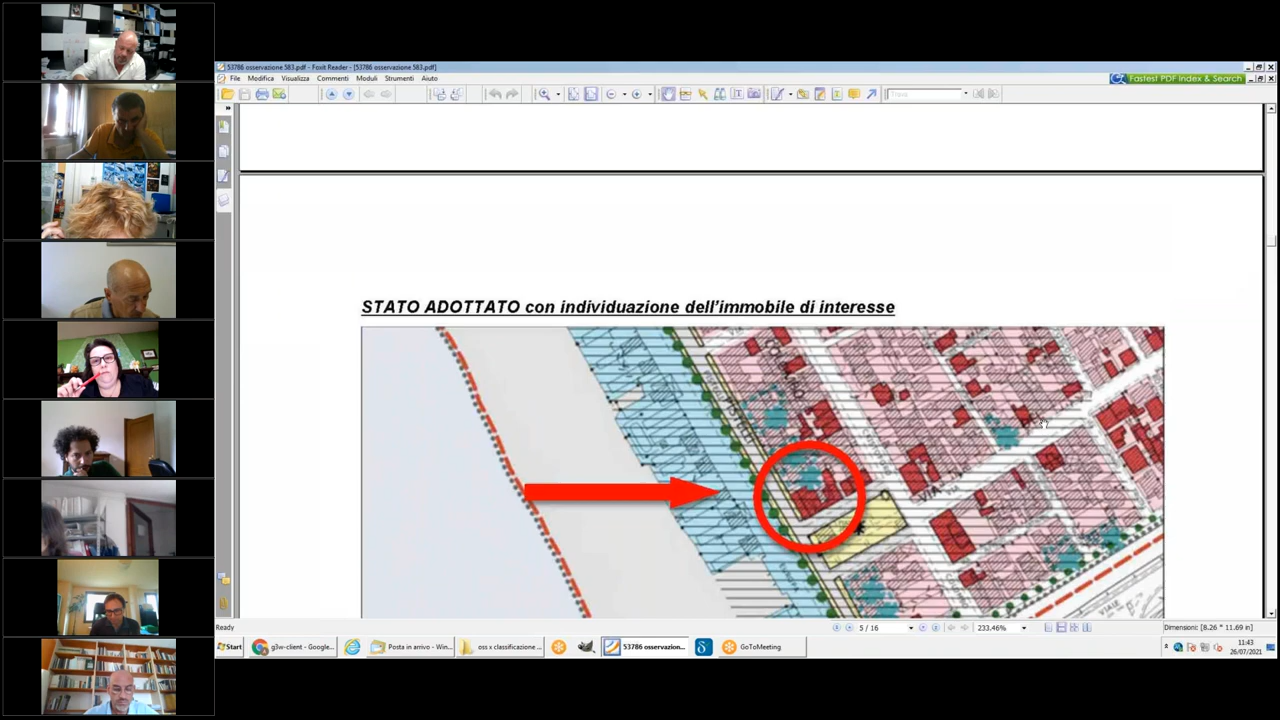 53786 osservazione 583.pdf - Foxit Reader - [53786 osservazione 583.pdf]
File Modifica Visualizza Commenti Moduli Strumenti Aiuto
Fastest PDF Index & Search
Trova
STATO ADOTTATO con individuazione dell'immobile di interesse
VIALE
Ready
5 / 16
233.46%
Dimensioni: [8.26 * 11.69 in]
Start
g3w-client - Google...
Posta in arrivo - Win...
oss x classificazione ...
53786 osservazion...
GoToMeeting
11:43
26/07/2021